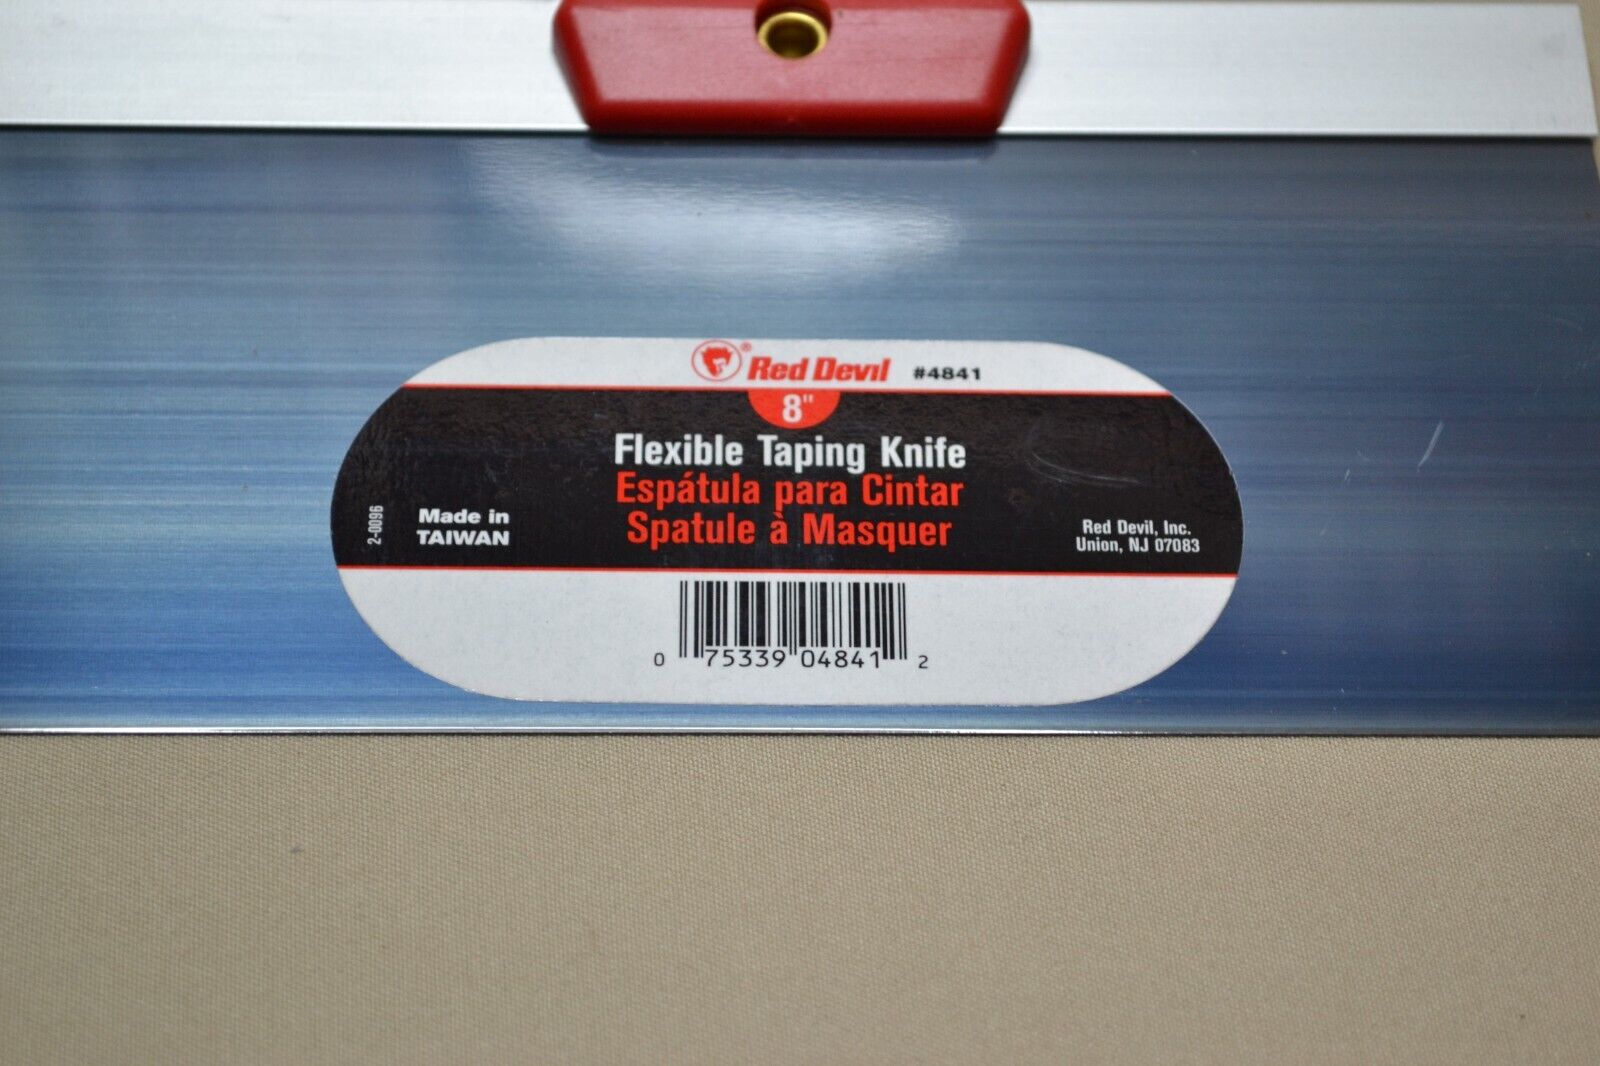 ® Red Devil #4841
8"
Flexible Taping Knife
Espátula para Cintar
Spatule à Masquer
2-0096
Made in
TAIWAN
Red Devil, Inc.
Union, NJ 07083
0 75339 04841 2